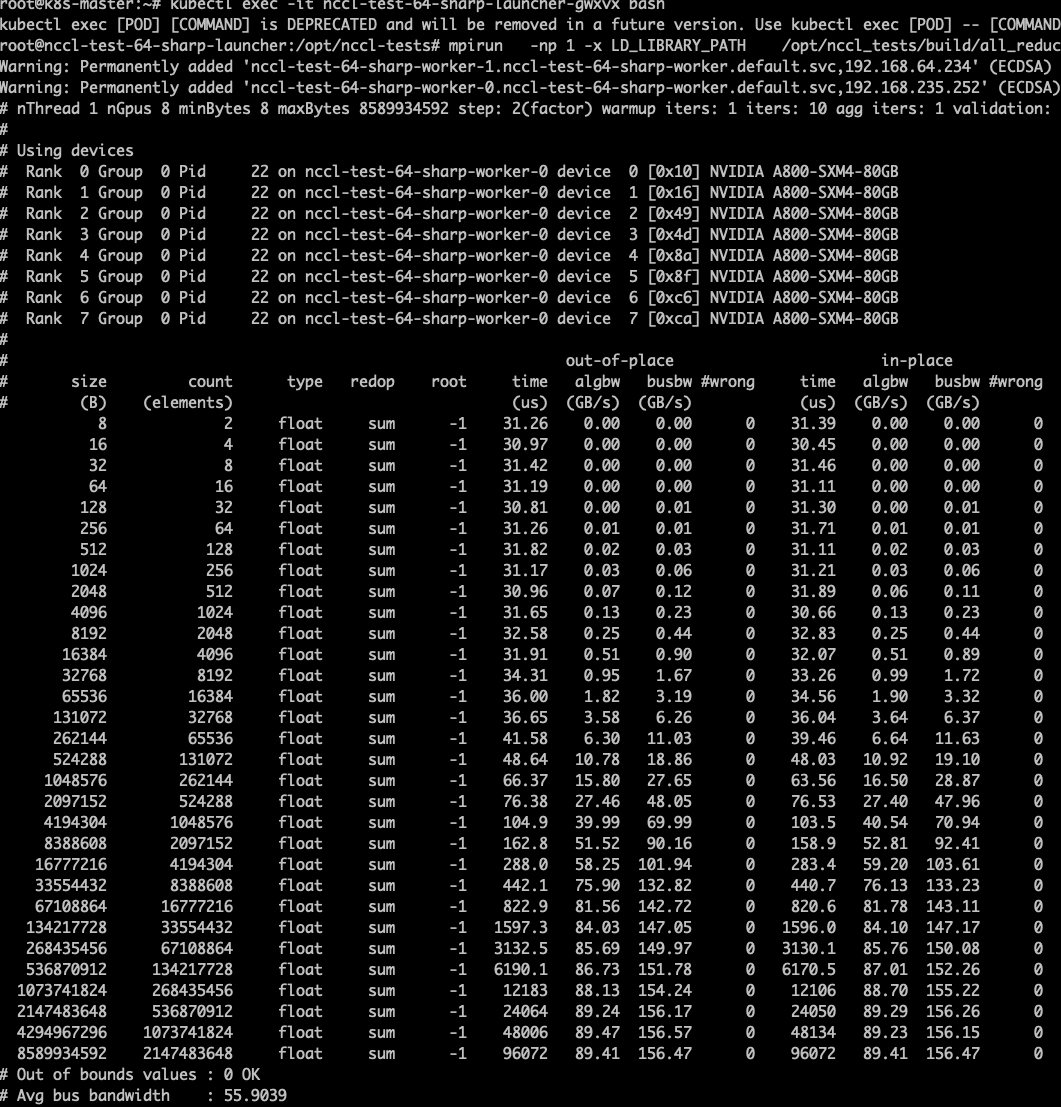 root@k8s-master:~# kubectl exec -it nccl-test-64-sharp-launcher-gwxvx bash
kubectl exec [POD] [COMMAND] is DEPRECATED and will be removed in a future version. Use kubectl exec [POD] -- [COMMAND
root@nccl-test-64-sharp-launcher:/opt/nccl-tests# mpirun   -np 1 -x LD_LIBRARY_PATH    /opt/nccl_tests/build/all_reduc
Warning: Permanently added 'nccl-test-64-sharp-worker-1.nccl-test-64-sharp-worker.default.svc,192.168.64.234' (ECDSA)
Warning: Permanently added 'nccl-test-64-sharp-worker-0.nccl-test-64-sharp-worker.default.svc,192.168.235.252' (ECDSA)
# nThread 1 nGpus 8 minBytes 8 maxBytes 8589934592 step: 2(factor) warmup iters: 1 iters: 10 agg iters: 1 validation:
#
# Using devices
#  Rank  0 Group  0 Pid     22 on nccl-test-64-sharp-worker-0 device  0 [0x10] NVIDIA A800-SXM4-80GB
#  Rank  1 Group  0 Pid     22 on nccl-test-64-sharp-worker-0 device  1 [0x16] NVIDIA A800-SXM4-80GB
#  Rank  2 Group  0 Pid     22 on nccl-test-64-sharp-worker-0 device  2 [0x49] NVIDIA A800-SXM4-80GB
#  Rank  3 Group  0 Pid     22 on nccl-test-64-sharp-worker-0 device  3 [0x4d] NVIDIA A800-SXM4-80GB
#  Rank  4 Group  0 Pid     22 on nccl-test-64-sharp-worker-0 device  4 [0x8a] NVIDIA A800-SXM4-80GB
#  Rank  5 Group  0 Pid     22 on nccl-test-64-sharp-worker-0 device  5 [0x8f] NVIDIA A800-SXM4-80GB
#  Rank  6 Group  0 Pid     22 on nccl-test-64-sharp-worker-0 device  6 [0xc6] NVIDIA A800-SXM4-80GB
#  Rank  7 Group  0 Pid     22 on nccl-test-64-sharp-worker-0 device  7 [0xca] NVIDIA A800-SXM4-80GB
#
# out-of-place in-place
# size count type redop root time algbw busbw #wrong time algbw busbw #wrong
# (B) (elements) (us) (GB/s) (GB/s) (us) (GB/s) (GB/s)
8 2 float sum -1 31.26 0.00 0.00 0 31.39 0.00 0.00 0
16 4 float sum -1 30.97 0.00 0.00 0 30.45 0.00 0.00 0
32 8 float sum -1 31.42 0.00 0.00 0 31.46 0.00 0.00 0
64 16 float sum -1 31.19 0.00 0.00 0 31.11 0.00 0.00 0
128 32 float sum -1 30.81 0.00 0.01 0 31.30 0.00 0.01 0
256 64 float sum -1 31.26 0.01 0.01 0 31.71 0.01 0.01 0
512 128 float sum -1 31.82 0.02 0.03 0 31.11 0.02 0.03 0
1024 256 float sum -1 31.17 0.03 0.06 0 31.21 0.03 0.06 0
2048 512 float sum -1 30.96 0.07 0.12 0 31.89 0.06 0.11 0
4096 1024 float sum -1 31.65 0.13 0.23 0 30.66 0.13 0.23 0
8192 2048 float sum -1 32.58 0.25 0.44 0 32.83 0.25 0.44 0
16384 4096 float sum -1 31.91 0.51 0.90 0 32.07 0.51 0.89 0
32768 8192 float sum -1 34.31 0.95 1.67 0 33.26 0.99 1.72 0
65536 16384 float sum -1 36.00 1.82 3.19 0 34.56 1.90 3.32 0
131072 32768 float sum -1 36.65 3.58 6.26 0 36.04 3.64 6.37 0
262144 65536 float sum -1 41.58 6.30 11.03 0 39.46 6.64 11.63 0
524288 131072 float sum -1 48.64 10.78 18.86 0 48.03 10.92 19.10 0
1048576 262144 float sum -1 66.37 15.80 27.65 0 63.56 16.50 28.87 0
2097152 524288 float sum -1 76.38 27.46 48.05 0 76.53 27.40 47.96 0
4194304 1048576 float sum -1 104.9 39.99 69.99 0 103.5 40.54 70.94 0
8388608 2097152 float sum -1 162.8 51.52 90.16 0 158.9 52.81 92.41 0
16777216 4194304 float sum -1 288.0 58.25 101.94 0 283.4 59.20 103.61 0
33554432 8388608 float sum -1 442.1 75.90 132.82 0 440.7 76.13 133.23 0
67108864 16777216 float sum -1 822.9 81.56 142.72 0 820.6 81.78 143.11 0
134217728 33554432 float sum -1 1597.3 84.03 147.05 0 1596.0 84.10 147.17 0
268435456 67108864 float sum -1 3132.5 85.69 149.97 0 3130.1 85.76 150.08 0
536870912 134217728 float sum -1 6190.1 86.73 151.78 0 6170.5 87.01 152.26 0
1073741824 268435456 float sum -1 12183 88.13 154.24 0 12106 88.70 155.22 0
2147483648 536870912 float sum -1 24064 89.24 156.17 0 24050 89.29 156.26 0
4294967296 1073741824 float sum -1 48006 89.47 156.57 0 48134 89.23 156.15 0
8589934592 2147483648 float sum -1 96072 89.41 156.47 0 96072 89.41 156.47 0
# Out of bounds values : 0 OK
# Avg bus bandwidth    : 55.9039